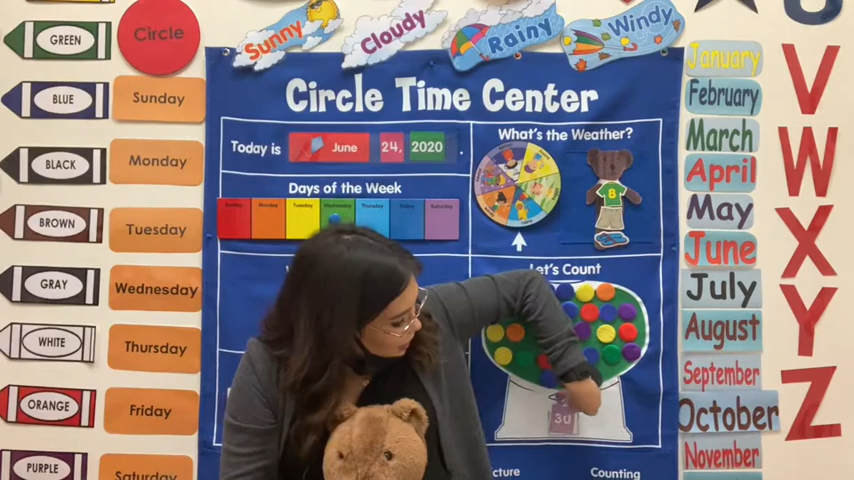 Sunny
Cloudy
Rainy
Windy
GREEN
BLUE
BLACK
BROWN
GRAY
WHITE
ORANGE
PURPLE
Circle
Sunday
Monday
Tuesday
Wednesday
Thursday
Friday
Saturday
Circle Time Center
Today is June 24, 2020 .
Days of the Week
Sunday Monday Tuesday Wednesday Thursday Friday Saturday
What's the Weather?
8
Let's Count
30
Counting
January
February
March
April
May
June
July
August
September
October
November
U
V
W
X
Y
Z